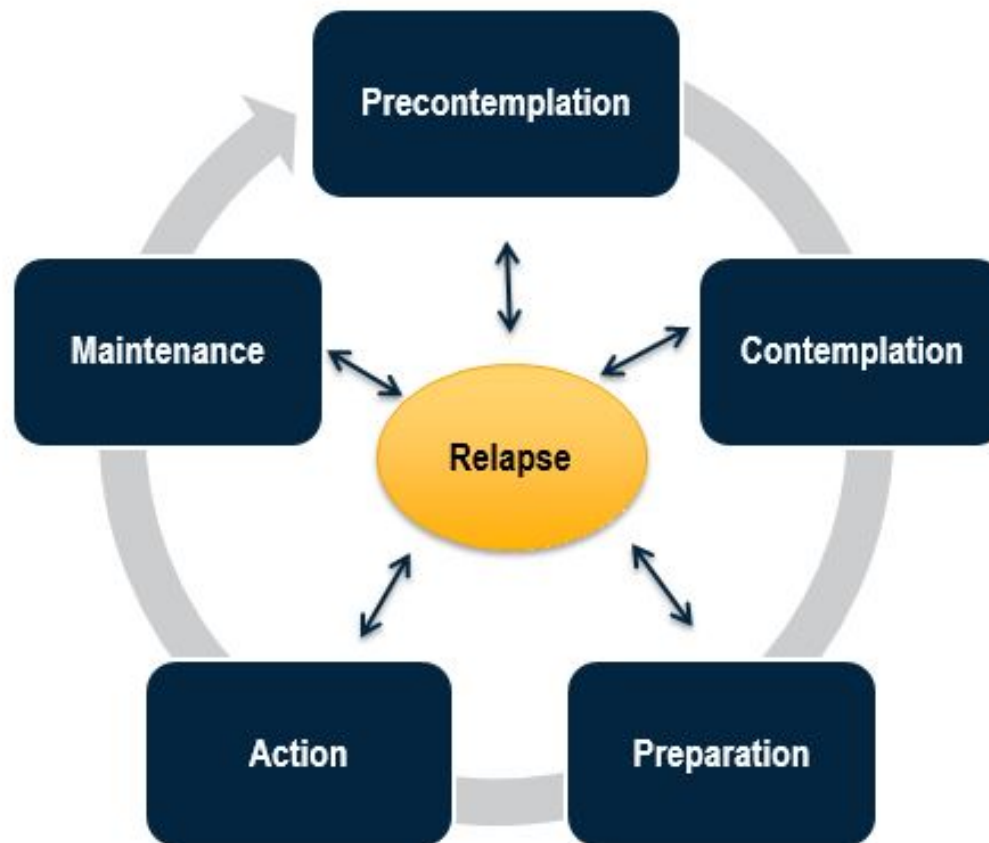 Precontemplation
Maintenance
Contemplation
Relapse
Action
Preparation